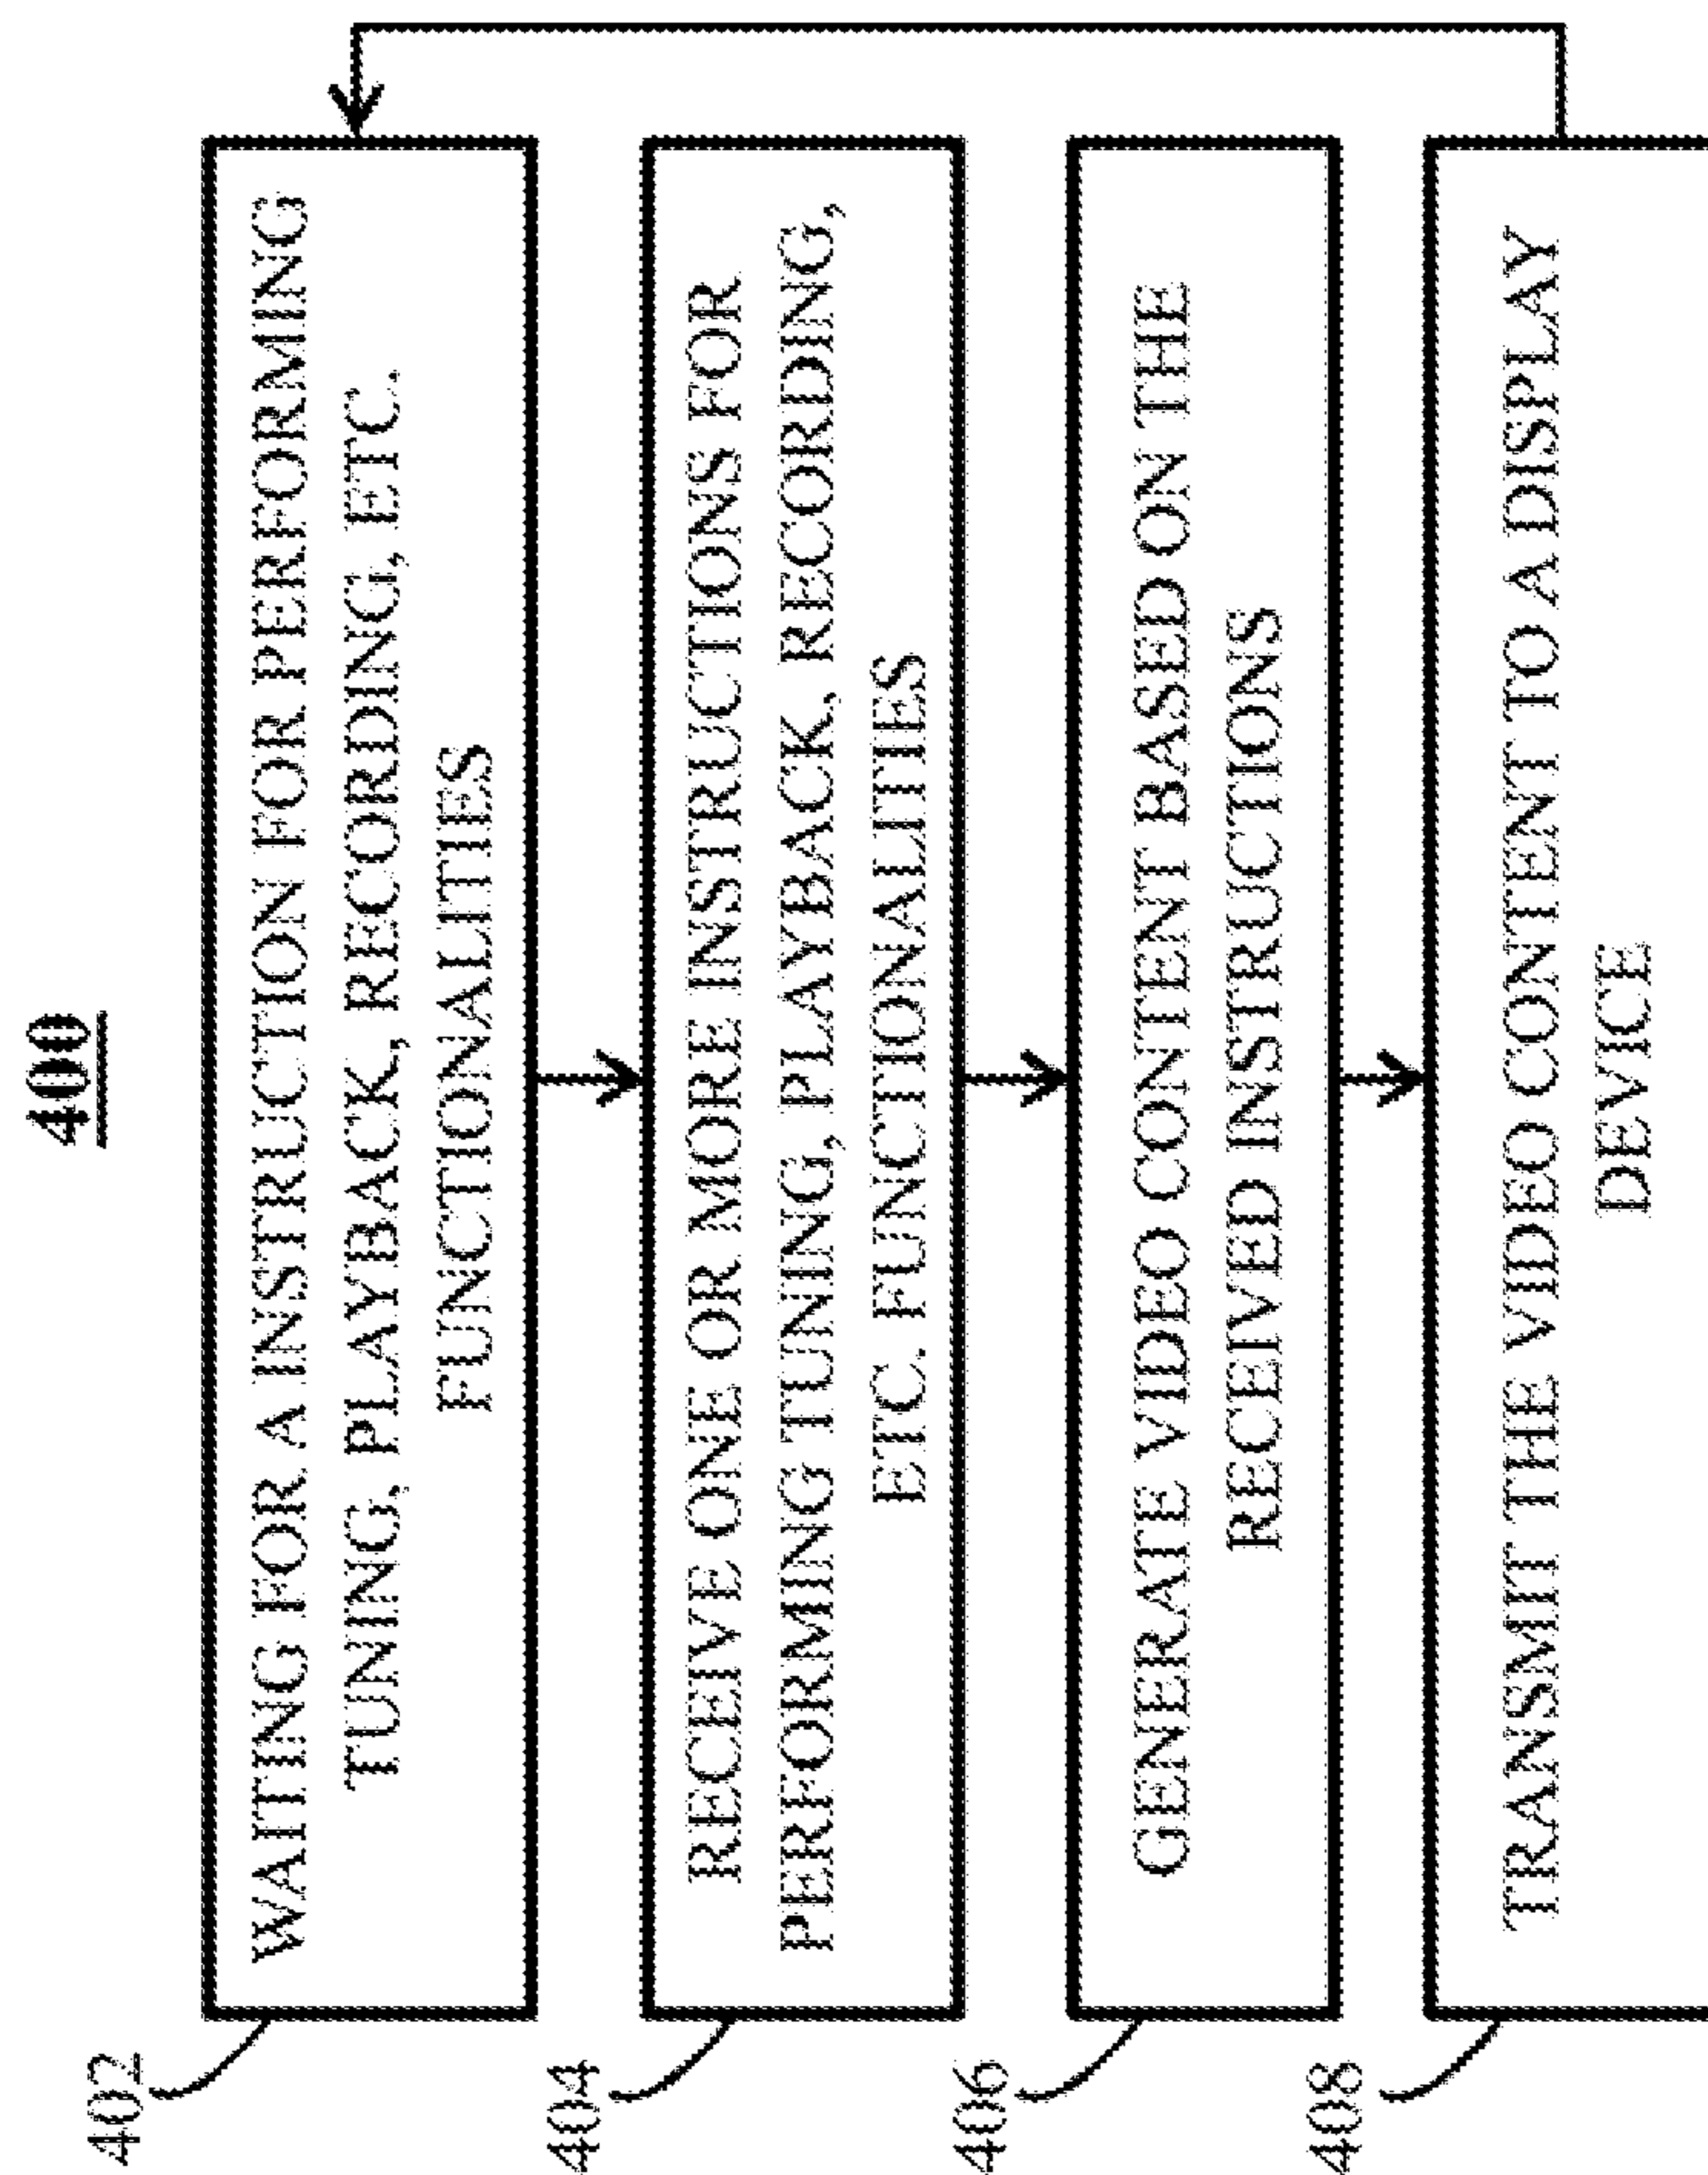 400
402
WAITING FOR A INSTRUCTION FOR PERFORMING
TUNING, PLAYBACK, RECORDING, ETC.
FUNCTIONALITIES
404
RECEIVE ONE OR MORE INSTRUCTIONS FOR
PERFORMING TUNING, PLAYBACK, RECORDING,
ETC. FUNCTIONALITIES
406
GENERATE VIDEO CONTENT BASED ON THE
RECEIVED INSTRUCTIONS
408
TRANSMIT THE VIDEO CONTENT TO A DISPLAY
DEVICE